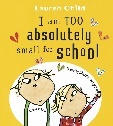 Lauren Child
I am TOO
absolutely
small for school